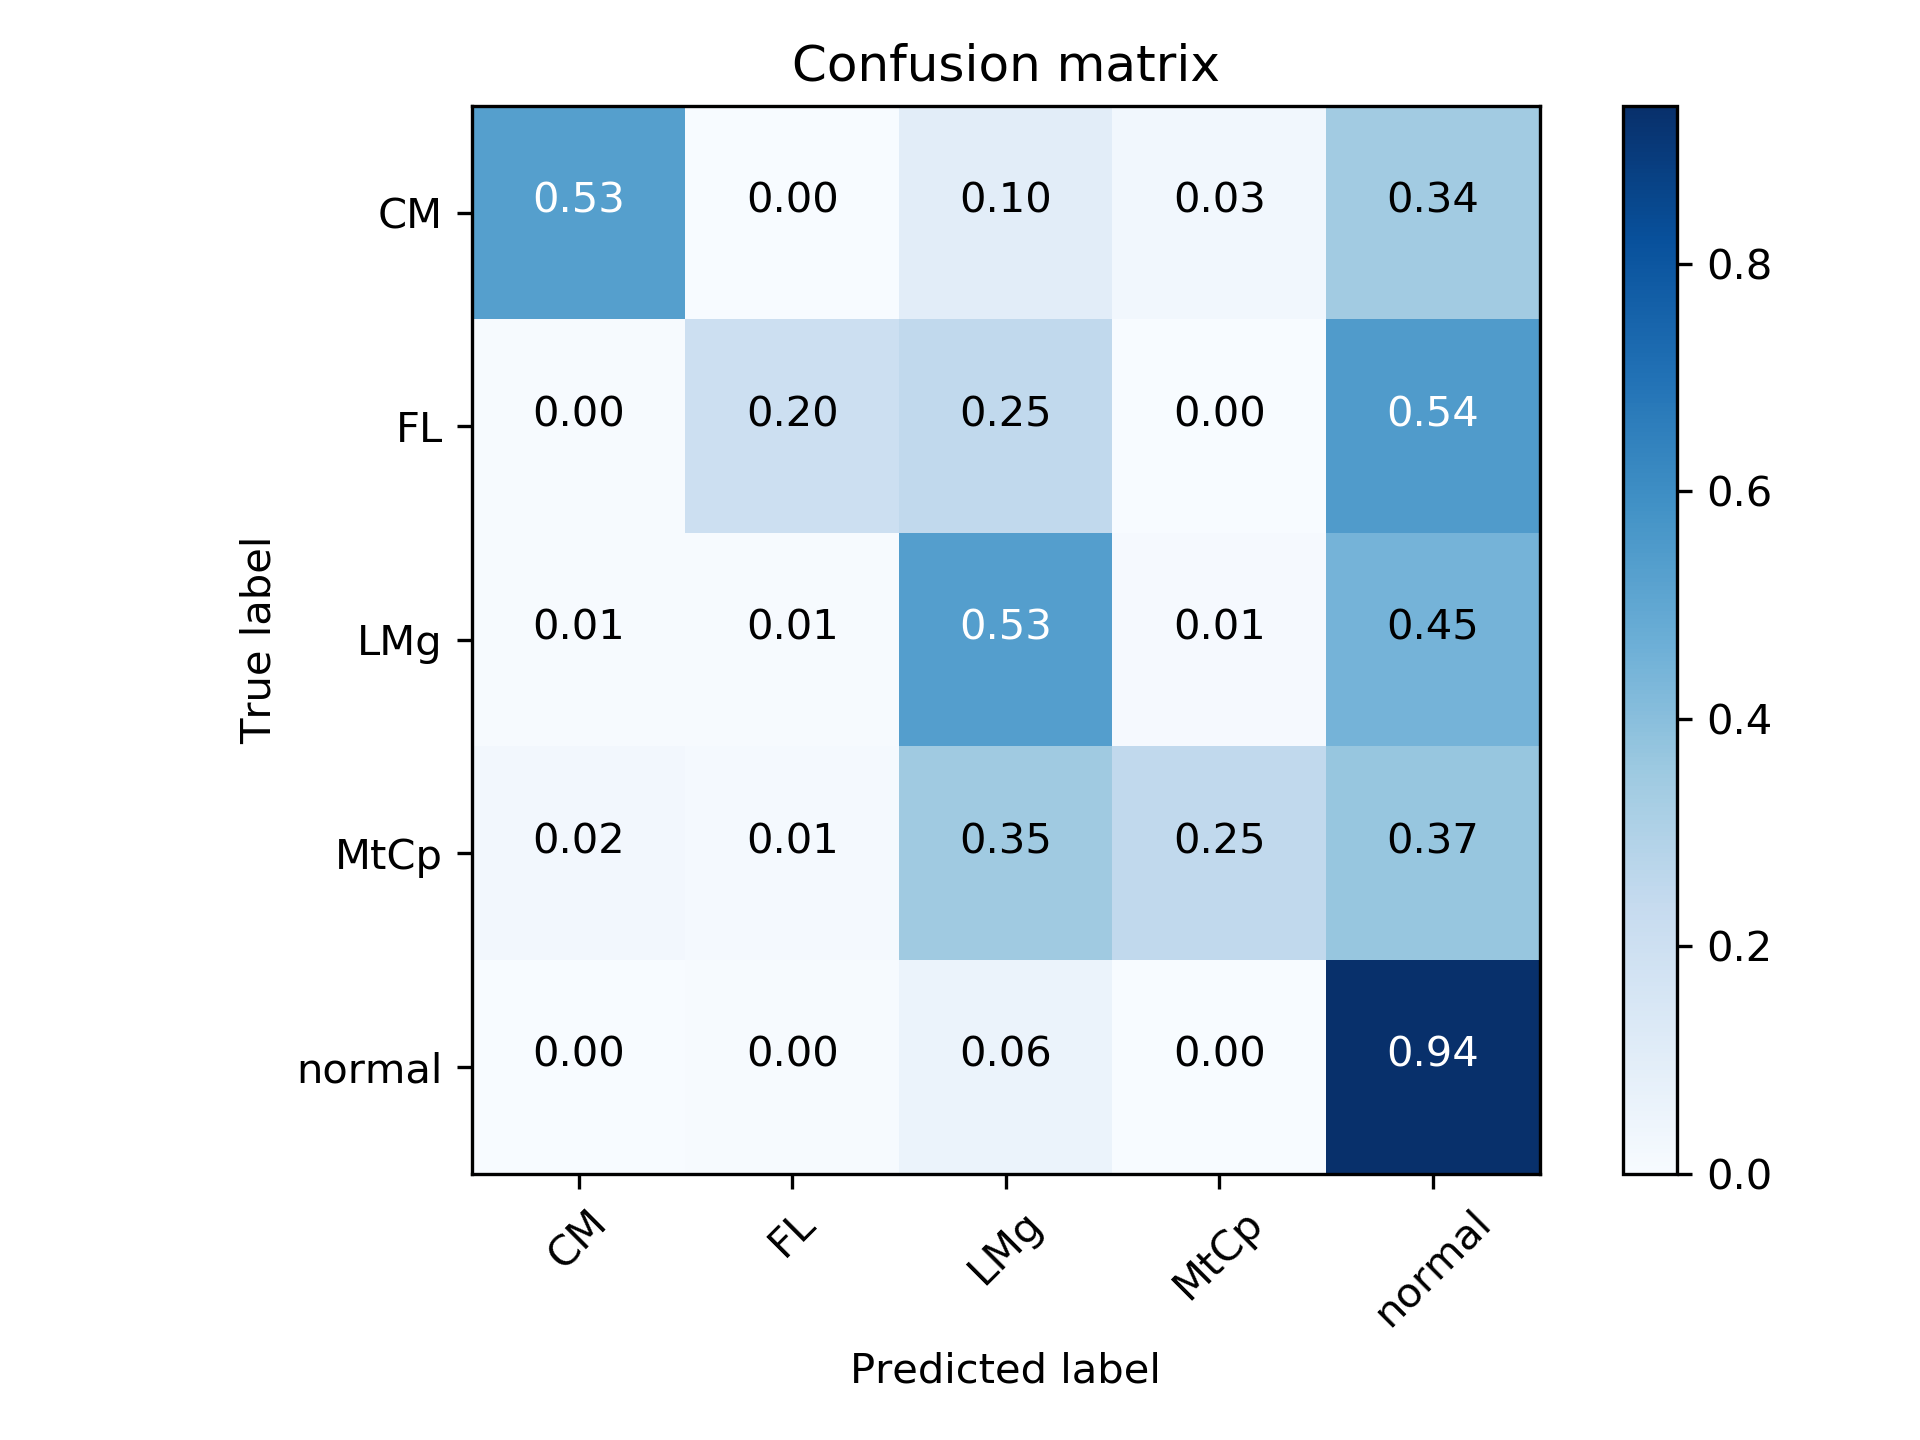 Confusion matrix
CM 0.53 0.00 0.10 0.03 0.34
FL 0.00 0.20 0.25 0.00 0.54
LMg 0.01 0.01 0.53 0.01 0.45
MtCp 0.02 0.01 0.35 0.25 0.37
normal 0.00 0.00 0.06 0.00 0.94
True label
CM FL LMg MtCp normal
Predicted label
0.8
0.6
0.4
0.2
0.0